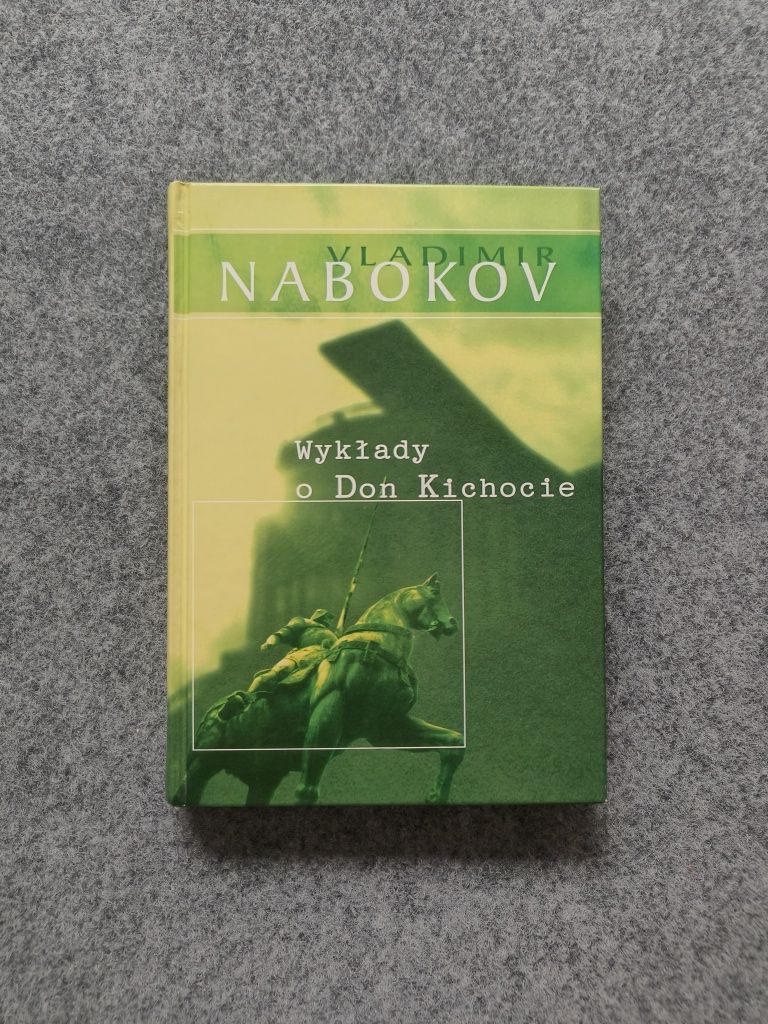 VLADIMIR
NABOKOV
Wykłady
o Don Kichocie